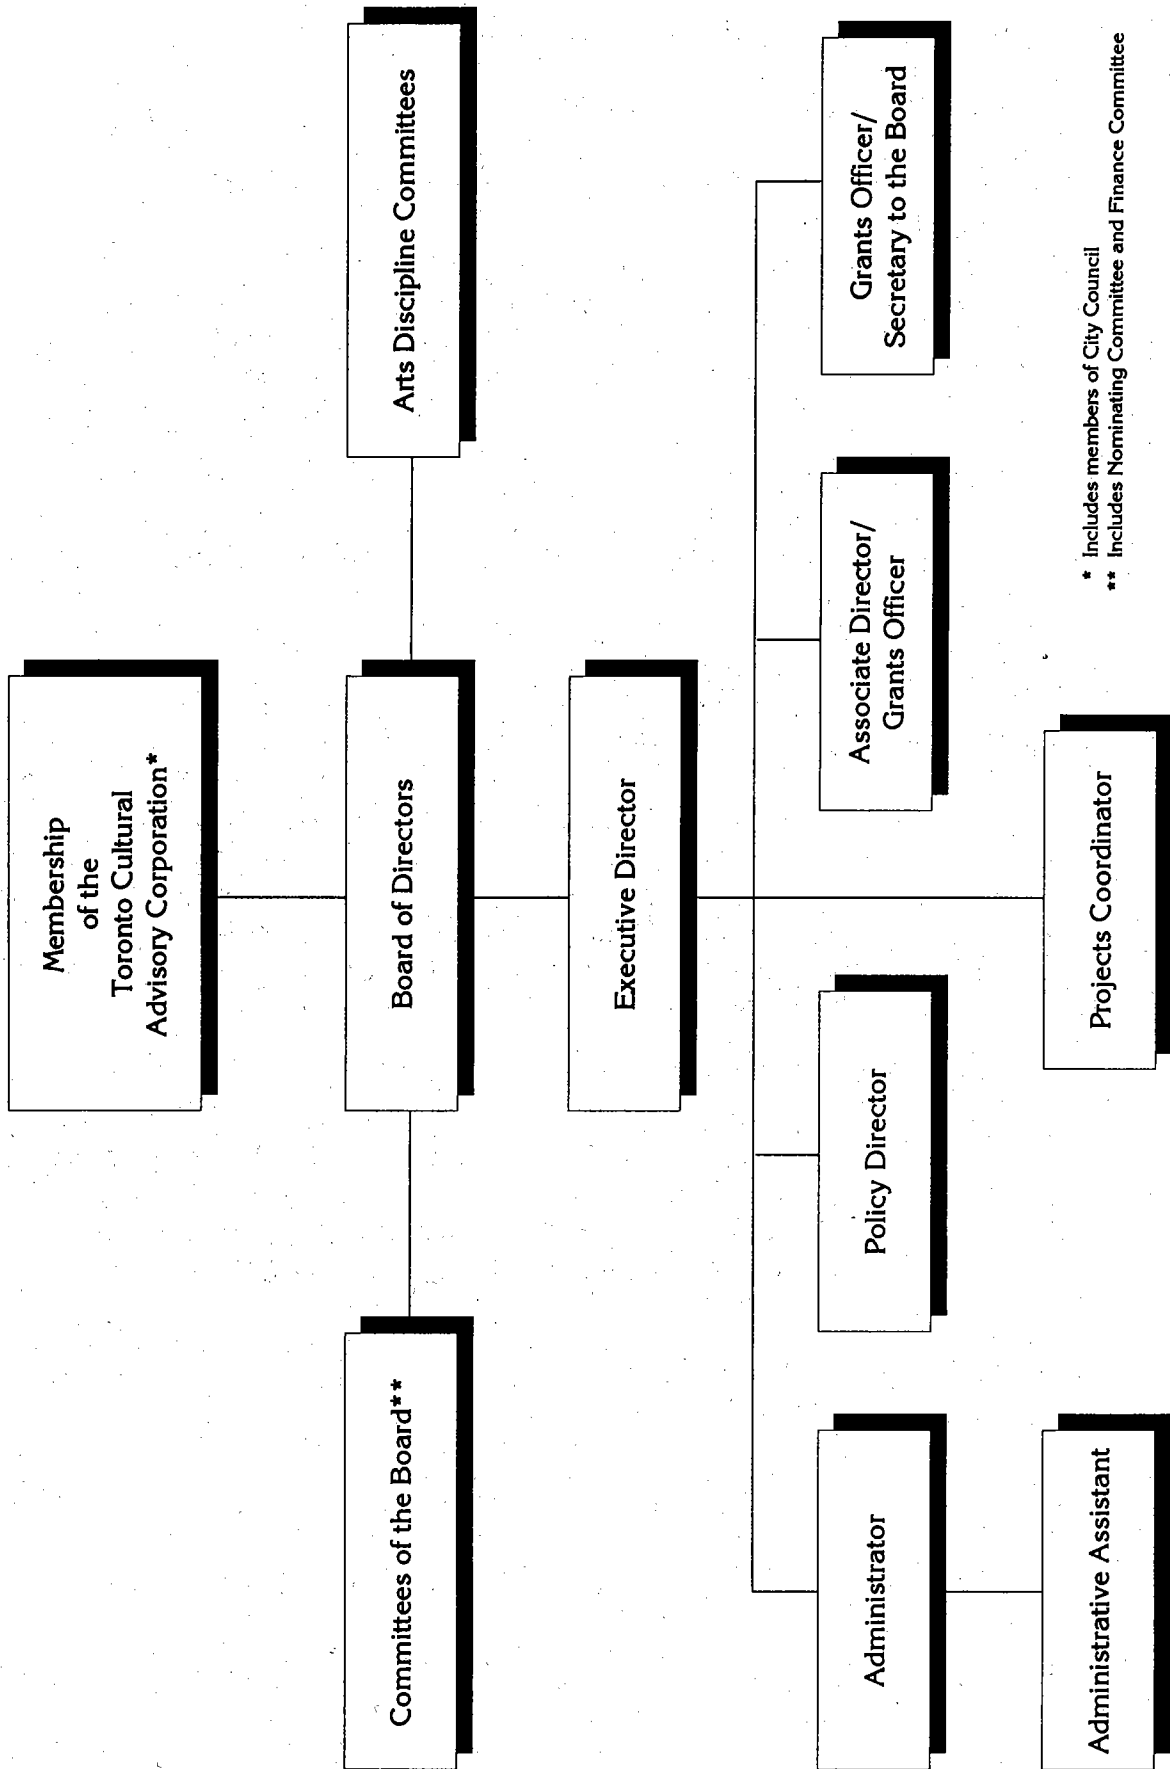 Membership
of the
Toronto Cultural
Advisory Corporation*
Committees of the Board**
Board of Directors
Arts Discipline Committees
Executive Director
Administrator
Policy Director
Associate Director/
Grants Officer
Grants Officer/
Secretary to the Board
Administrative Assistant
Projects Coordinator
* Includes members of City Council
** Includes Nominating Committee and Finance Committee